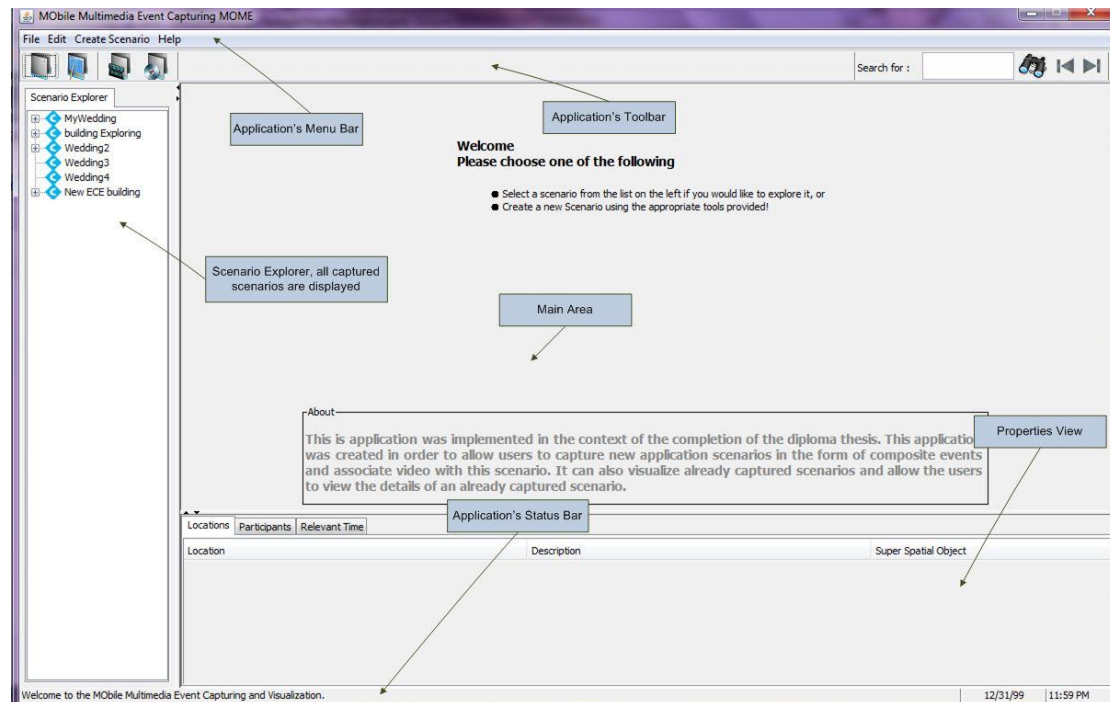 MObile Multimedia Event Capturing MOME
File Edit Create Scenario Help
Search for :
Scenario Explorer
MyWedding
building Exploring
Wedding2
Wedding3
Wedding4
New ECE building
Application's Menu Bar
Application's Toolbar
Welcome
Please choose one of the following
Select a scenario from the list on the left if you would like to explore it, or
Create a new Scenario using the appropriate tools provided!
Scenario Explorer, all captured
scenarios are displayed
Main Area
About
This is application was implemented in the context of the completion of the diploma thesis. This applicatio
was created in order to allow users to capture new application scenarios in the form of composite events
and associate video with this scenario. It can also visualize already captured scenarios and allow the users
to view the details of an already captured scenario.
Properties View
Application's Status Bar
Locations Participants Relevant Time
Location Description Super Spatial Object
Welcome to the MObile Multimedia Event Capturing and Visualization.
12/31/99 11:59 PM